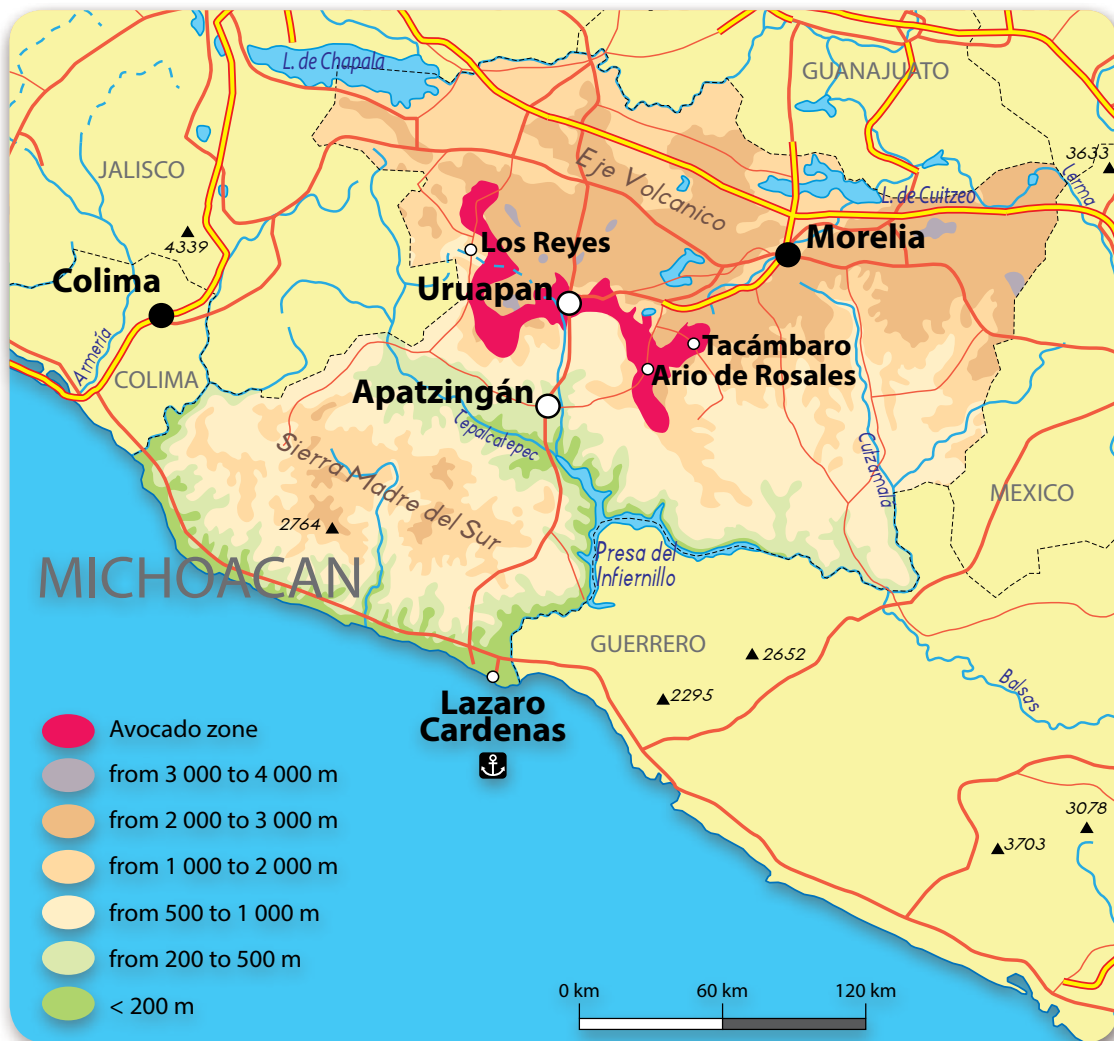 L. de Chapala
GUANAJUATO
JALISCO
3633
Lerma
Eje Volcanico
L. de Cuitzeo
4339
Los Reyes
Morelia
Colima
Uruapan
Armería
Tacámbaro
COLIMA
Ario de Rosales
Apatzingán
Tepalcatepec
Cutzamala
Sierra Madre del Sur
MEXICO
2764
Presa del
Infiernillo
MICHOACAN
GUERRERO
2652
2295
Balsas
Lazaro
Cardenas
Avocado zone
from 3 000 to 4 000 m
from 2 000 to 3 000 m
from 1 000 to 2 000 m
from 500 to 1 000 m
from 200 to 500 m
< 200 m
3078
3703
0 km
60 km
120 km